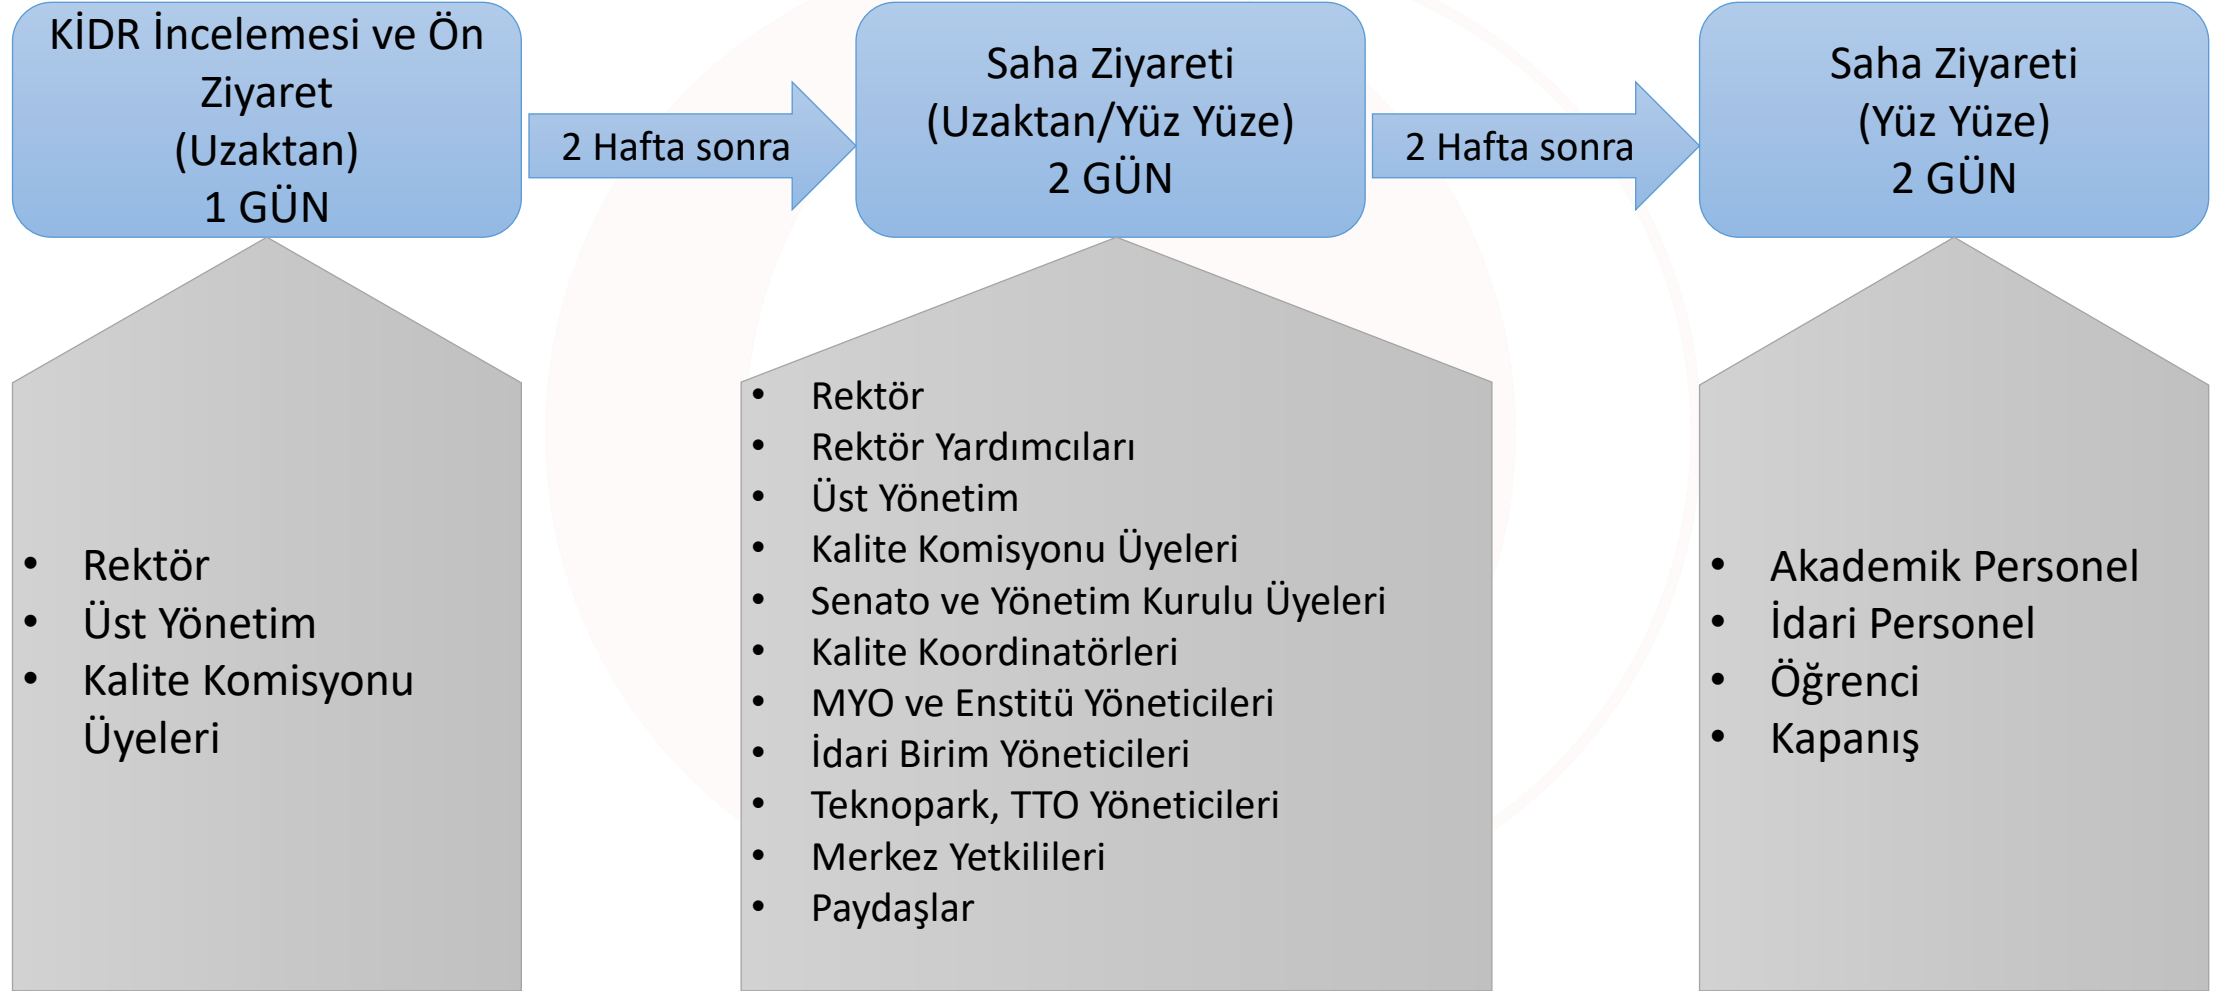 KİDR İncelemesi ve Ön
Ziyaret
(Uzaktan)
1 GÜN
2 Hafta sonra
Saha Ziyareti
(Uzaktan/Yüz Yüze)
2 GÜN
2 Hafta sonra
Saha Ziyareti
(Yüz Yüze)
2 GÜN
• Rektör
• Üst Yönetim
• Kalite Komisyonu
Üyeleri
• Rektör
• Rektör Yardımcıları
• Üst Yönetim
• Kalite Komisyonu Üyeleri
• Senato ve Yönetim Kurulu Üyeleri
• Kalite Koordinatörleri
• MYO ve Enstitü Yöneticileri
• İdari Birim Yöneticileri
• Teknopark, TTO Yöneticileri
• Merkez Yetkilileri
• Paydaşlar
• Akademik Personel
• İdari Personel
• Öğrenci
• Kapanış